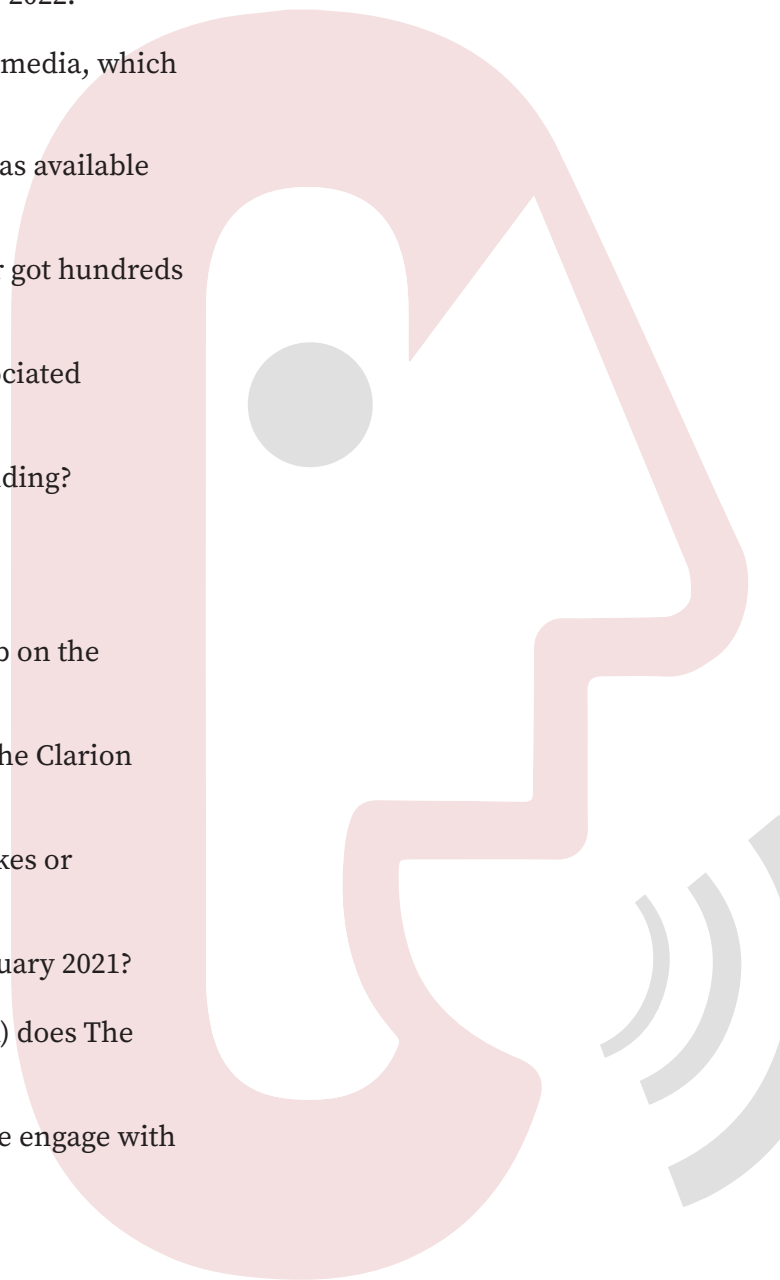 2022?
media, which
as available
got hundreds
ciated
ding?
on the
he Clarion
kes or
uary 2021?
) does The
e engage with